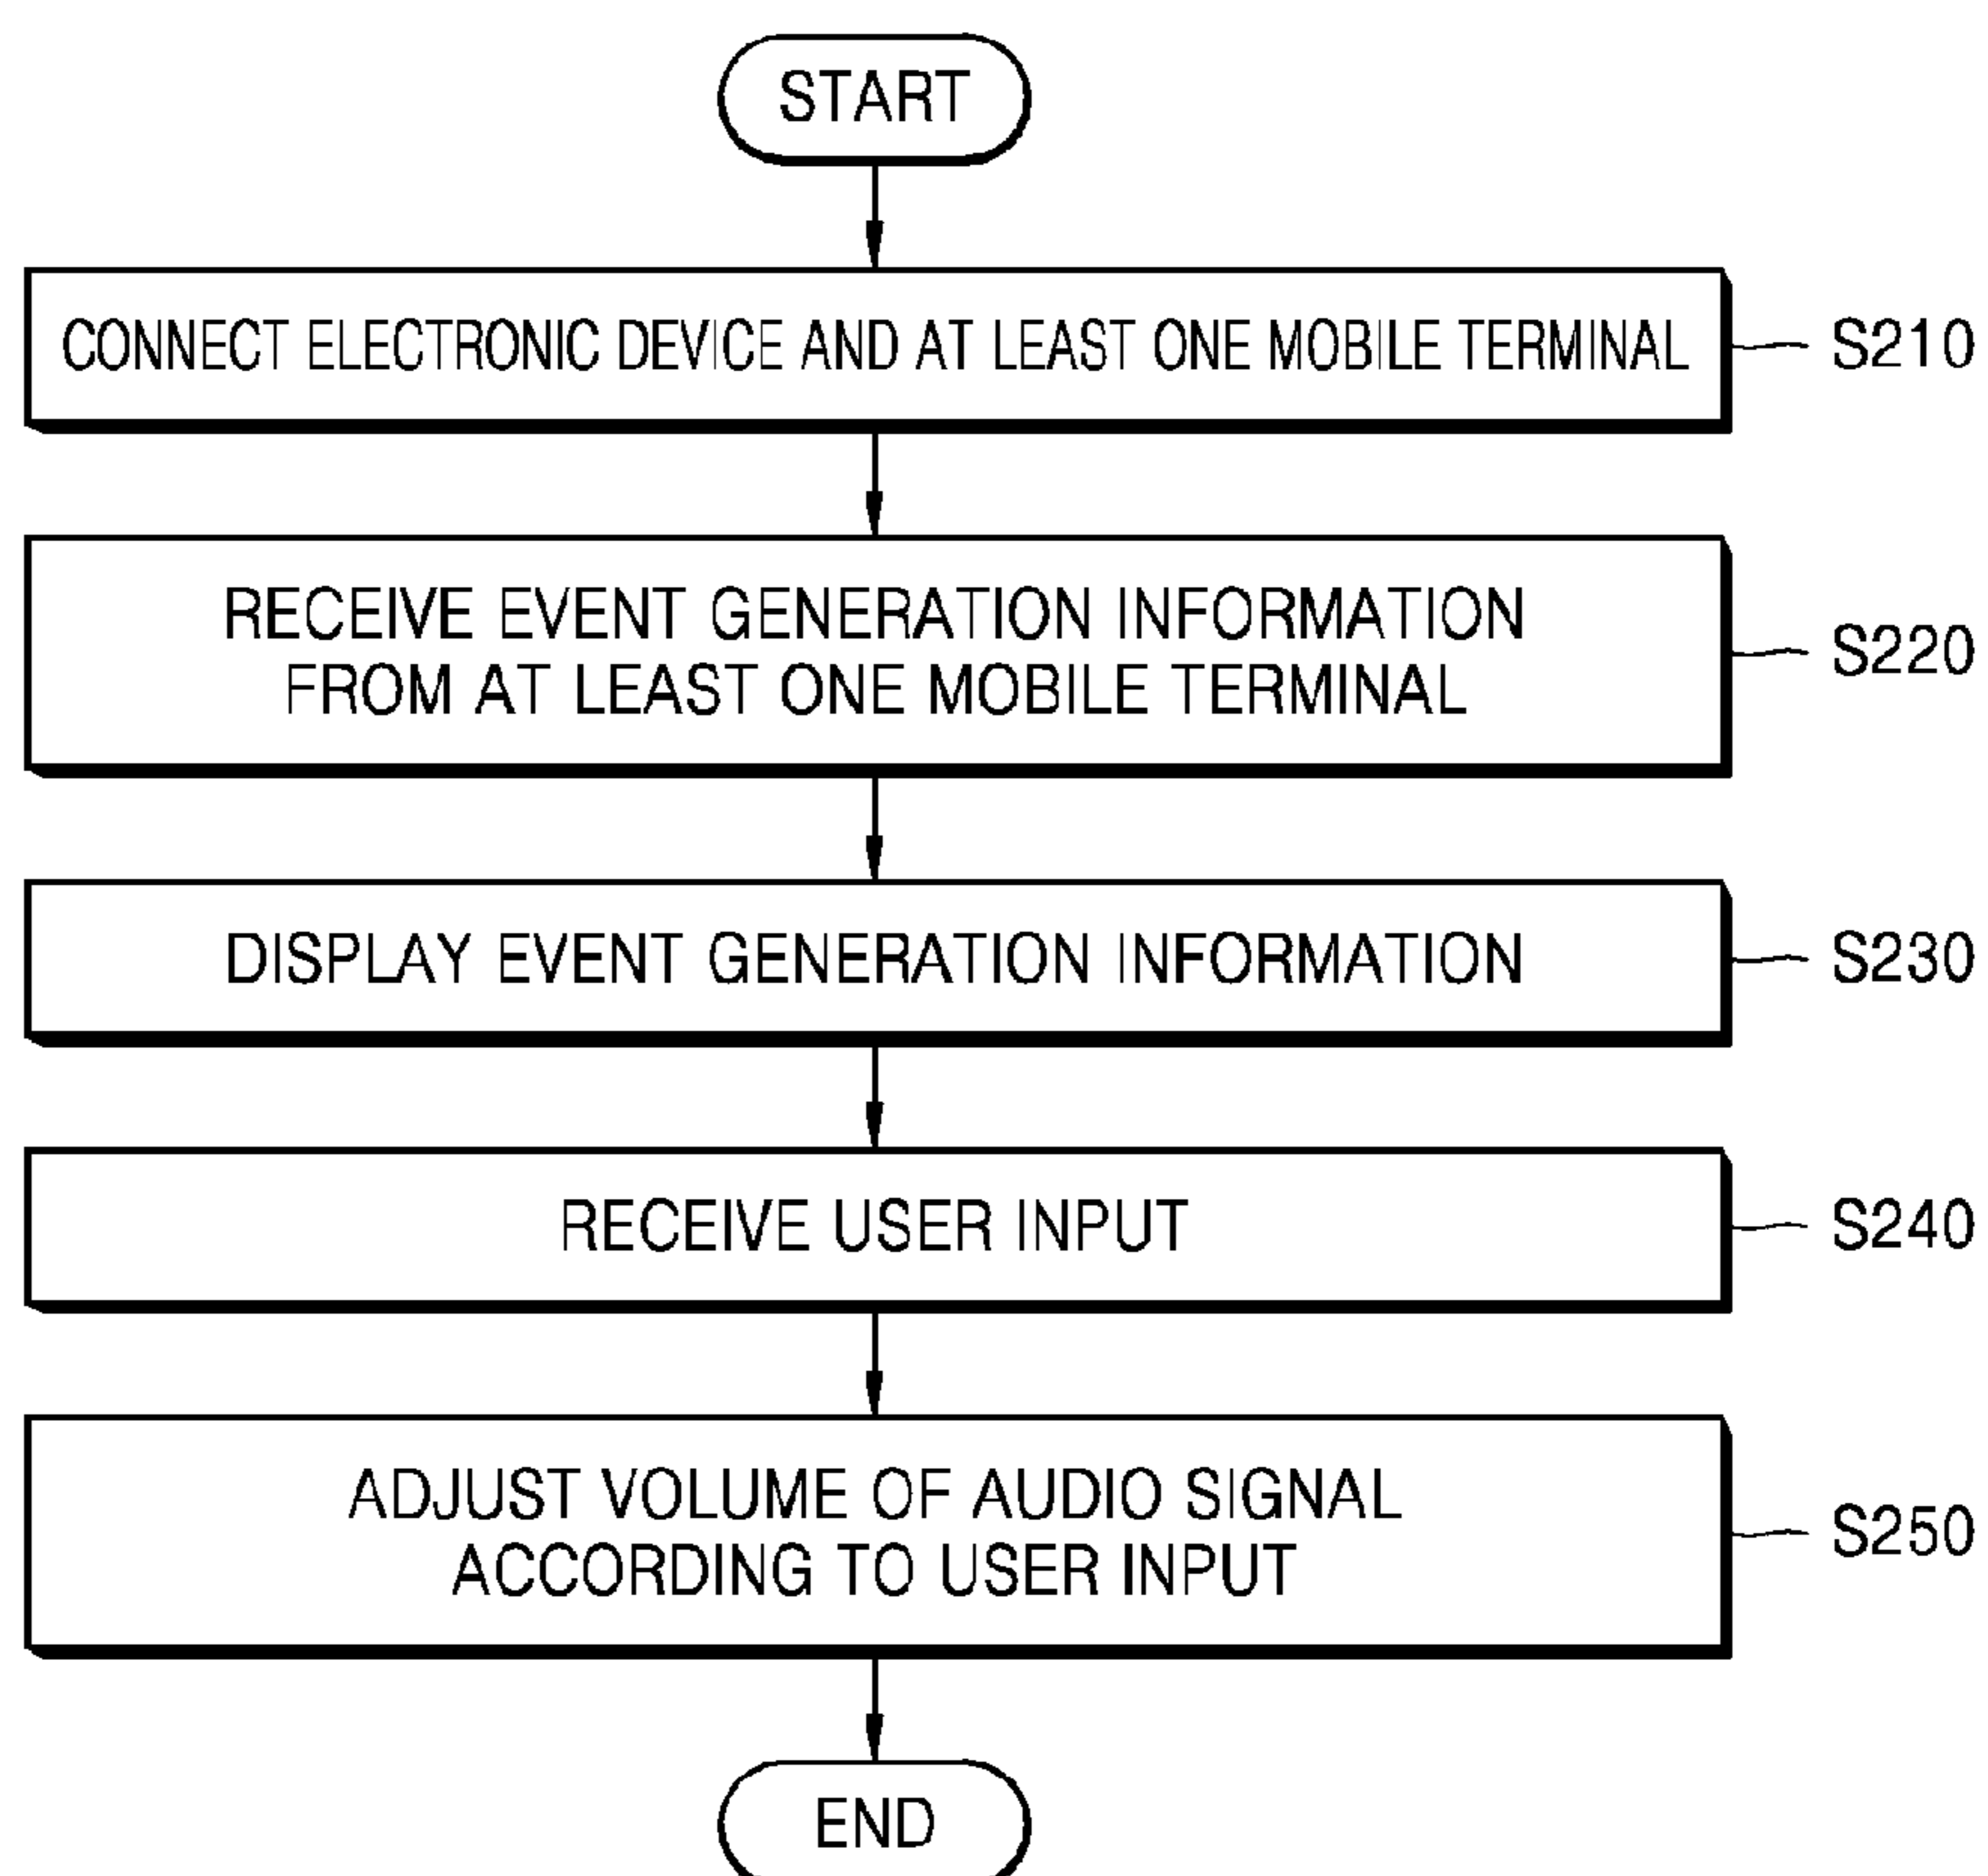 START
CONNECT ELECTRONIC DEVICE AND AT LEAST ONE MOBILE TERMINAL
S210
RECEIVE EVENT GENERATION INFORMATION
FROM AT LEAST ONE MOBILE TERMINAL
S220
DISPLAY EVENT GENERATION INFORMATION
S230
RECEIVE USER INPUT
S240
ADJUST VOLUME OF AUDIO SIGNAL
ACCORDING TO USER INPUT
S250
END